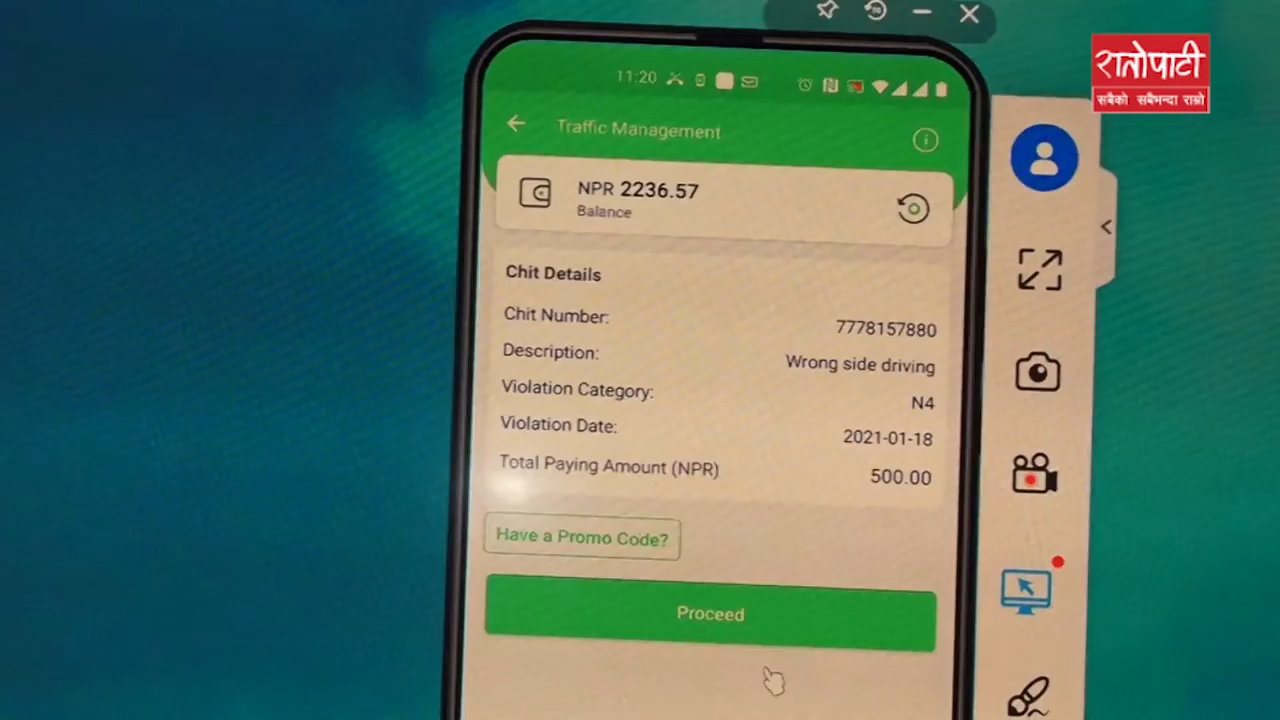 रातोपाटी
सबैको सबैभन्दा राम्रो
11:20
Traffic Management
NPR 2236.57
Balance
Chit Details
Chit Number: 7778157880
Description: Wrong side driving
Violation Category: N4
Violation Date: 2021-01-18
Total Paying Amount (NPR) 500.00
Have a Promo Code?
Proceed